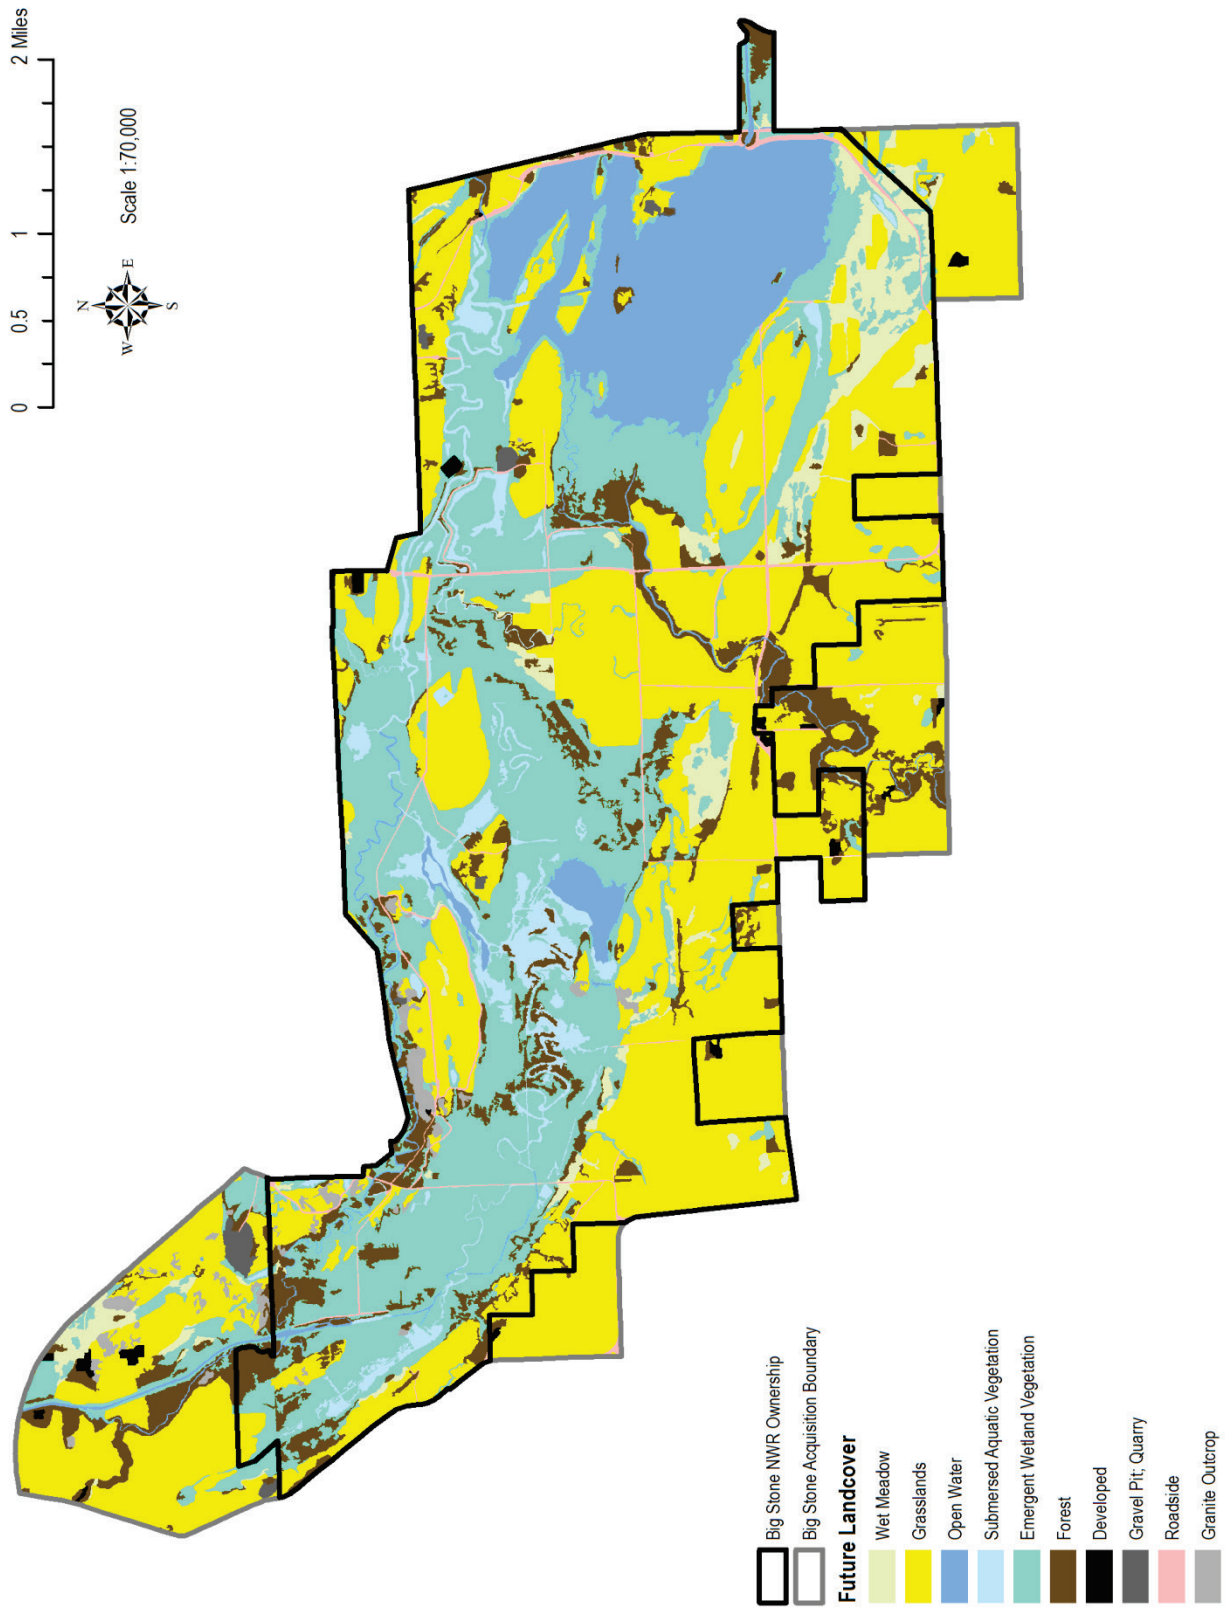 0 0.5 1 2 Miles
N
W E
S
Scale 1:70,000
Big Stone NWR Ownership
Big Stone Acquisition Boundary
Future Landcover
Wet Meadow
Grasslands
Open Water
Submersed Aquatic Vegetation
Emergent Wetland Vegetation
Forest
Developed
Gravel Pit; Quarry
Roadside
Granite Outcrop